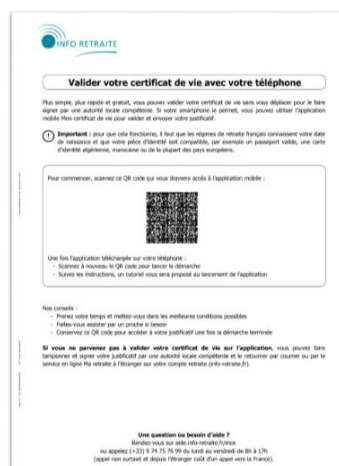 INFO RETRAITE
Valider votre certificat de vie avec votre téléphone
Plus simple, plus rapide et gratuit, vous pouvez valider votre certificat de vie sans vous déplacer pour le faire
signer par une autorité locale compétente. Si votre smartphone le permet, vous pouvez utiliser l'application
mobile Mon certificat de vie pour valider et envoyer votre justificatif.
Important : pour que cela fonctionne, il faut que les régimes de retraite français connaissent votre date
de naissance et que votre pièce d'identité soit compatible, par exemple un passeport valide, une carte
d'identité algérienne, marocaine ou de la plupart des pays européens.
Pour commencer, scannez ce QR code qui vous donnera accès à l'application mobile :
Une fois l'application téléchargée sur votre téléphone :
- Scannez à nouveau le QR code pour lancer la démarche
- Suivez les instructions, un tutoriel vous sera proposé au lancement de l'application
Nos conseils :
- Prenez votre temps et mettez-vous dans les meilleures conditions possibles
- Faites-vous assister par un proche si besoin
- Conservez ce QR code pour accéder à votre justificatif une fois la démarche terminée
Si vous ne parvenez pas à valider votre certificat de vie sur l'application, vous pouvez faire
tamponner et signer votre justificatif par une autorité locale compétente et le retourner par courrier ou par le
service en ligne Ma retraite à l'étranger sur votre compte retraite (info-retraite.fr).
Une question ou besoin d'aide ?
Rendez-vous sur aide.info-retraite.fr/mce
ou appelez (+33) 9 74 75 76 99 du lundi au vendredi de 8h à 17h
(appel non surtaxé et depuis l'étranger coût d'un appel vers la France).